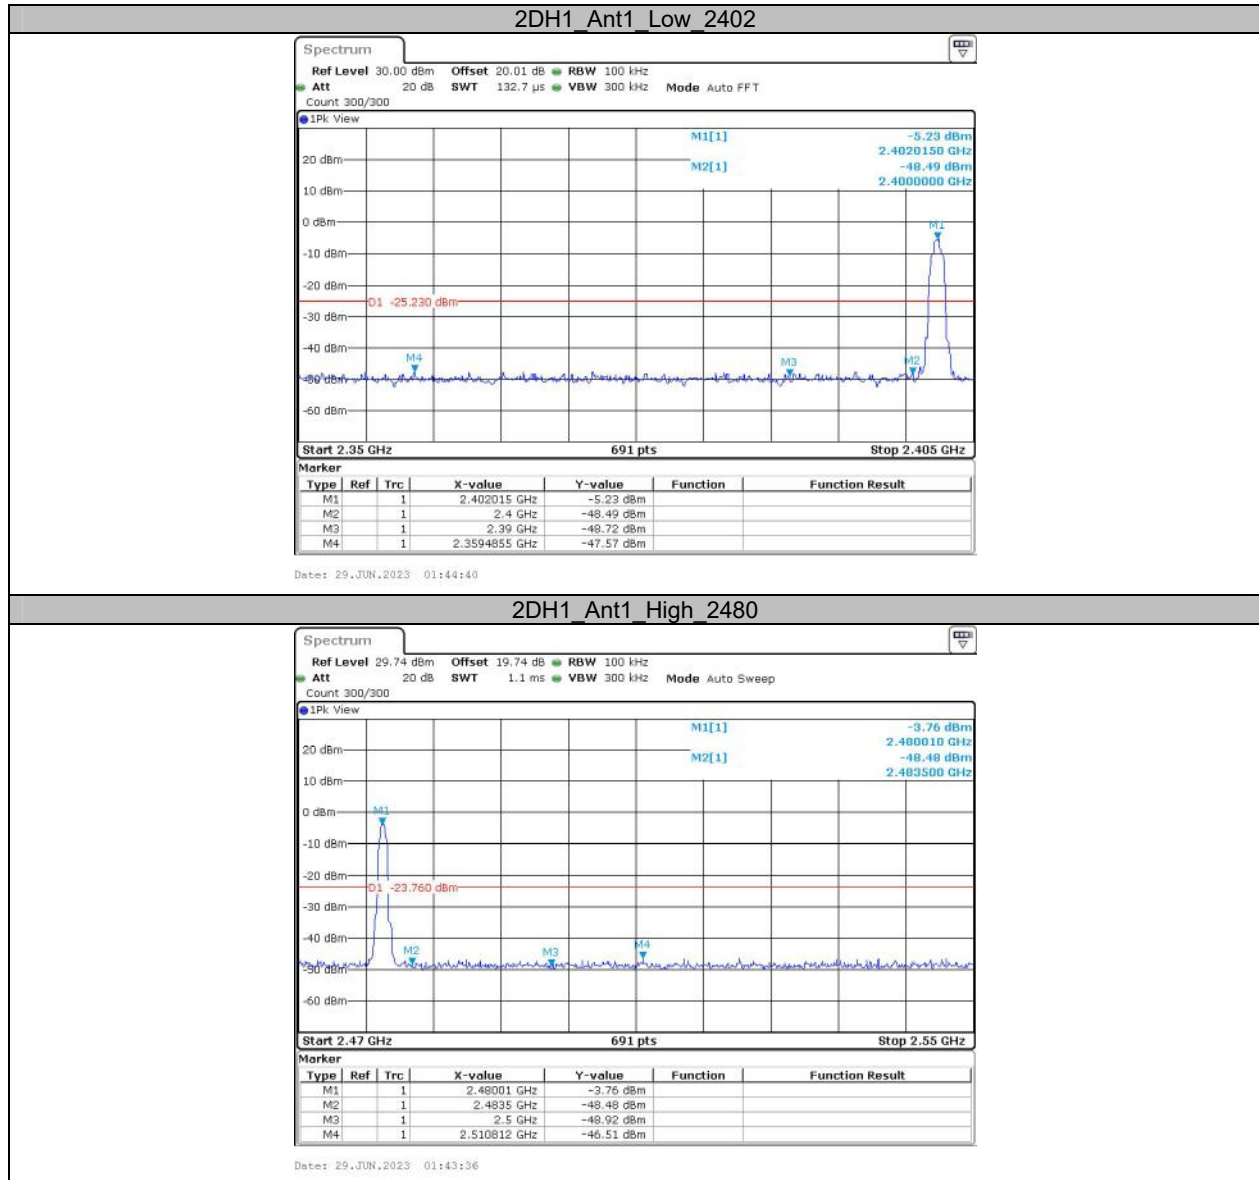 2DH1_Ant1_Low_2402
Spectrum
Ref Level 30.00 dBm Offset 20.01 dB RBW 100 kHz
Att 20 dB SWT 132.7 µs VBW 300 kHz Mode Auto FFT
Count 300/300
1Pk View
M1[1] -5.23 dBm
2.4020150 GHz
20 dBm
M2[1] -48.49 dBm
2.4000000 GHz
10 dBm
0 dBm
M1
-10 dBm
-20 dBm
D1 -25.230 dBm
-30 dBm
-40 dBm
M4 M3 M2
-50 dBm
-60 dBm
Start 2.35 GHz 691 pts Stop 2.405 GHz
Marker
Type Ref Trc X-value Y-value Function Function Result
M1 1 2.402015 GHz -5.23 dBm
M2 1 2.4 GHz -48.49 dBm
M3 1 2.39 GHz -48.72 dBm
M4 1 2.3594855 GHz -47.57 dBm
Date: 29.JUN.2023 01:44:40
2DH1_Ant1_High_2480
Spectrum
Ref Level 29.74 dBm Offset 19.74 dB RBW 100 kHz
Att 20 dB SWT 1.1 ms VBW 300 kHz Mode Auto Sweep
Count 300/300
1Pk View
M1[1] -3.76 dBm
2.480010 GHz
20 dBm
M2[1] -48.48 dBm
2.483500 GHz
10 dBm
0 dBm
M1
-10 dBm
-20 dBm
D1 -23.760 dBm
-30 dBm
-40 dBm
M2 M3 M4
-50 dBm
-60 dBm
Start 2.47 GHz 691 pts Stop 2.55 GHz
Marker
Type Ref Trc X-value Y-value Function Function Result
M1 1 2.48001 GHz -3.76 dBm
M2 1 2.4835 GHz -48.48 dBm
M3 1 2.5 GHz -48.92 dBm
M4 1 2.510812 GHz -46.51 dBm
Date: 29.JUN.2023 01:43:36